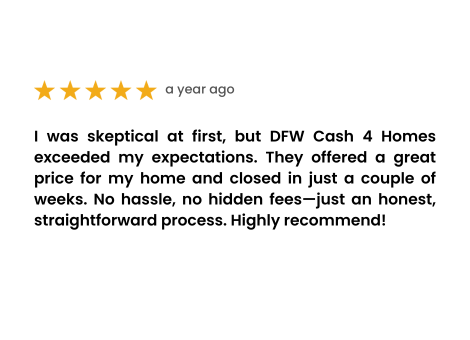 a year ago
I was skeptical at first, but DFW Cash 4 Homes
exceeded my expectations. They offered a great
price for my home and closed in just a couple of
weeks. No hassle, no hidden fees—just an honest,
straightforward process. Highly recommend!